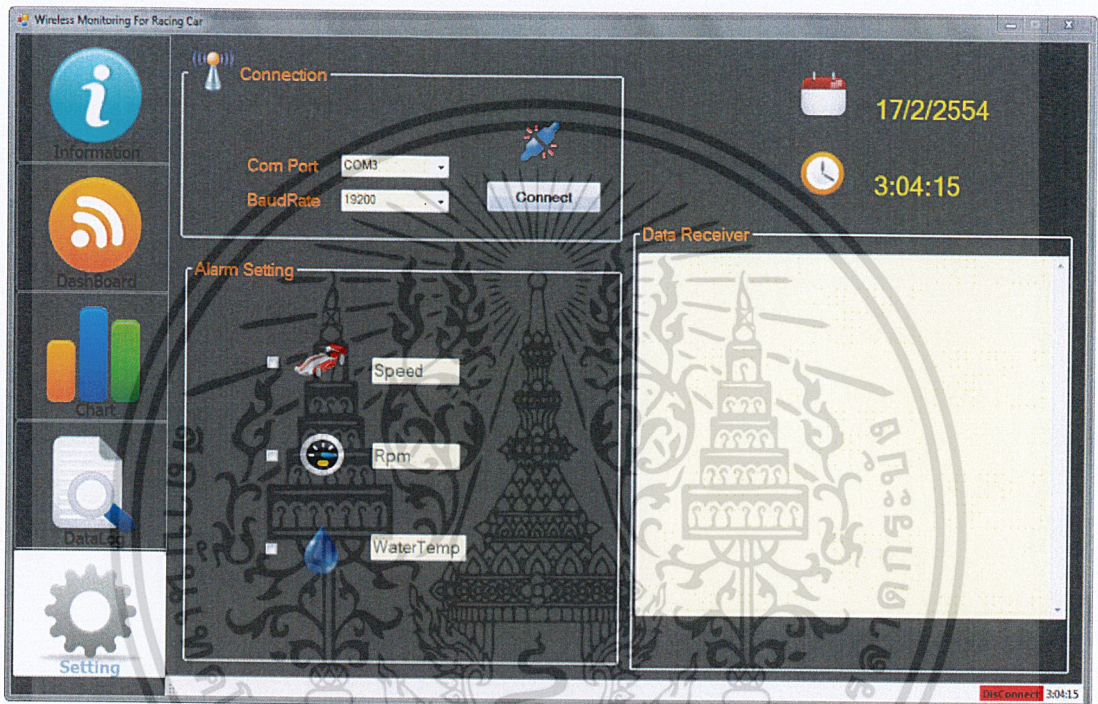 Wireless Monitoring For Racing Car
Information
DashBoard
Chart
DataLog
Setting
Connection
Com Port
COM3
BaudRate
19200
Connect
17/2/2554
3:04:15
Alarm Setting
Speed
Rpm
WaterTemp
Data Receiver
DisConnect
3:04:15